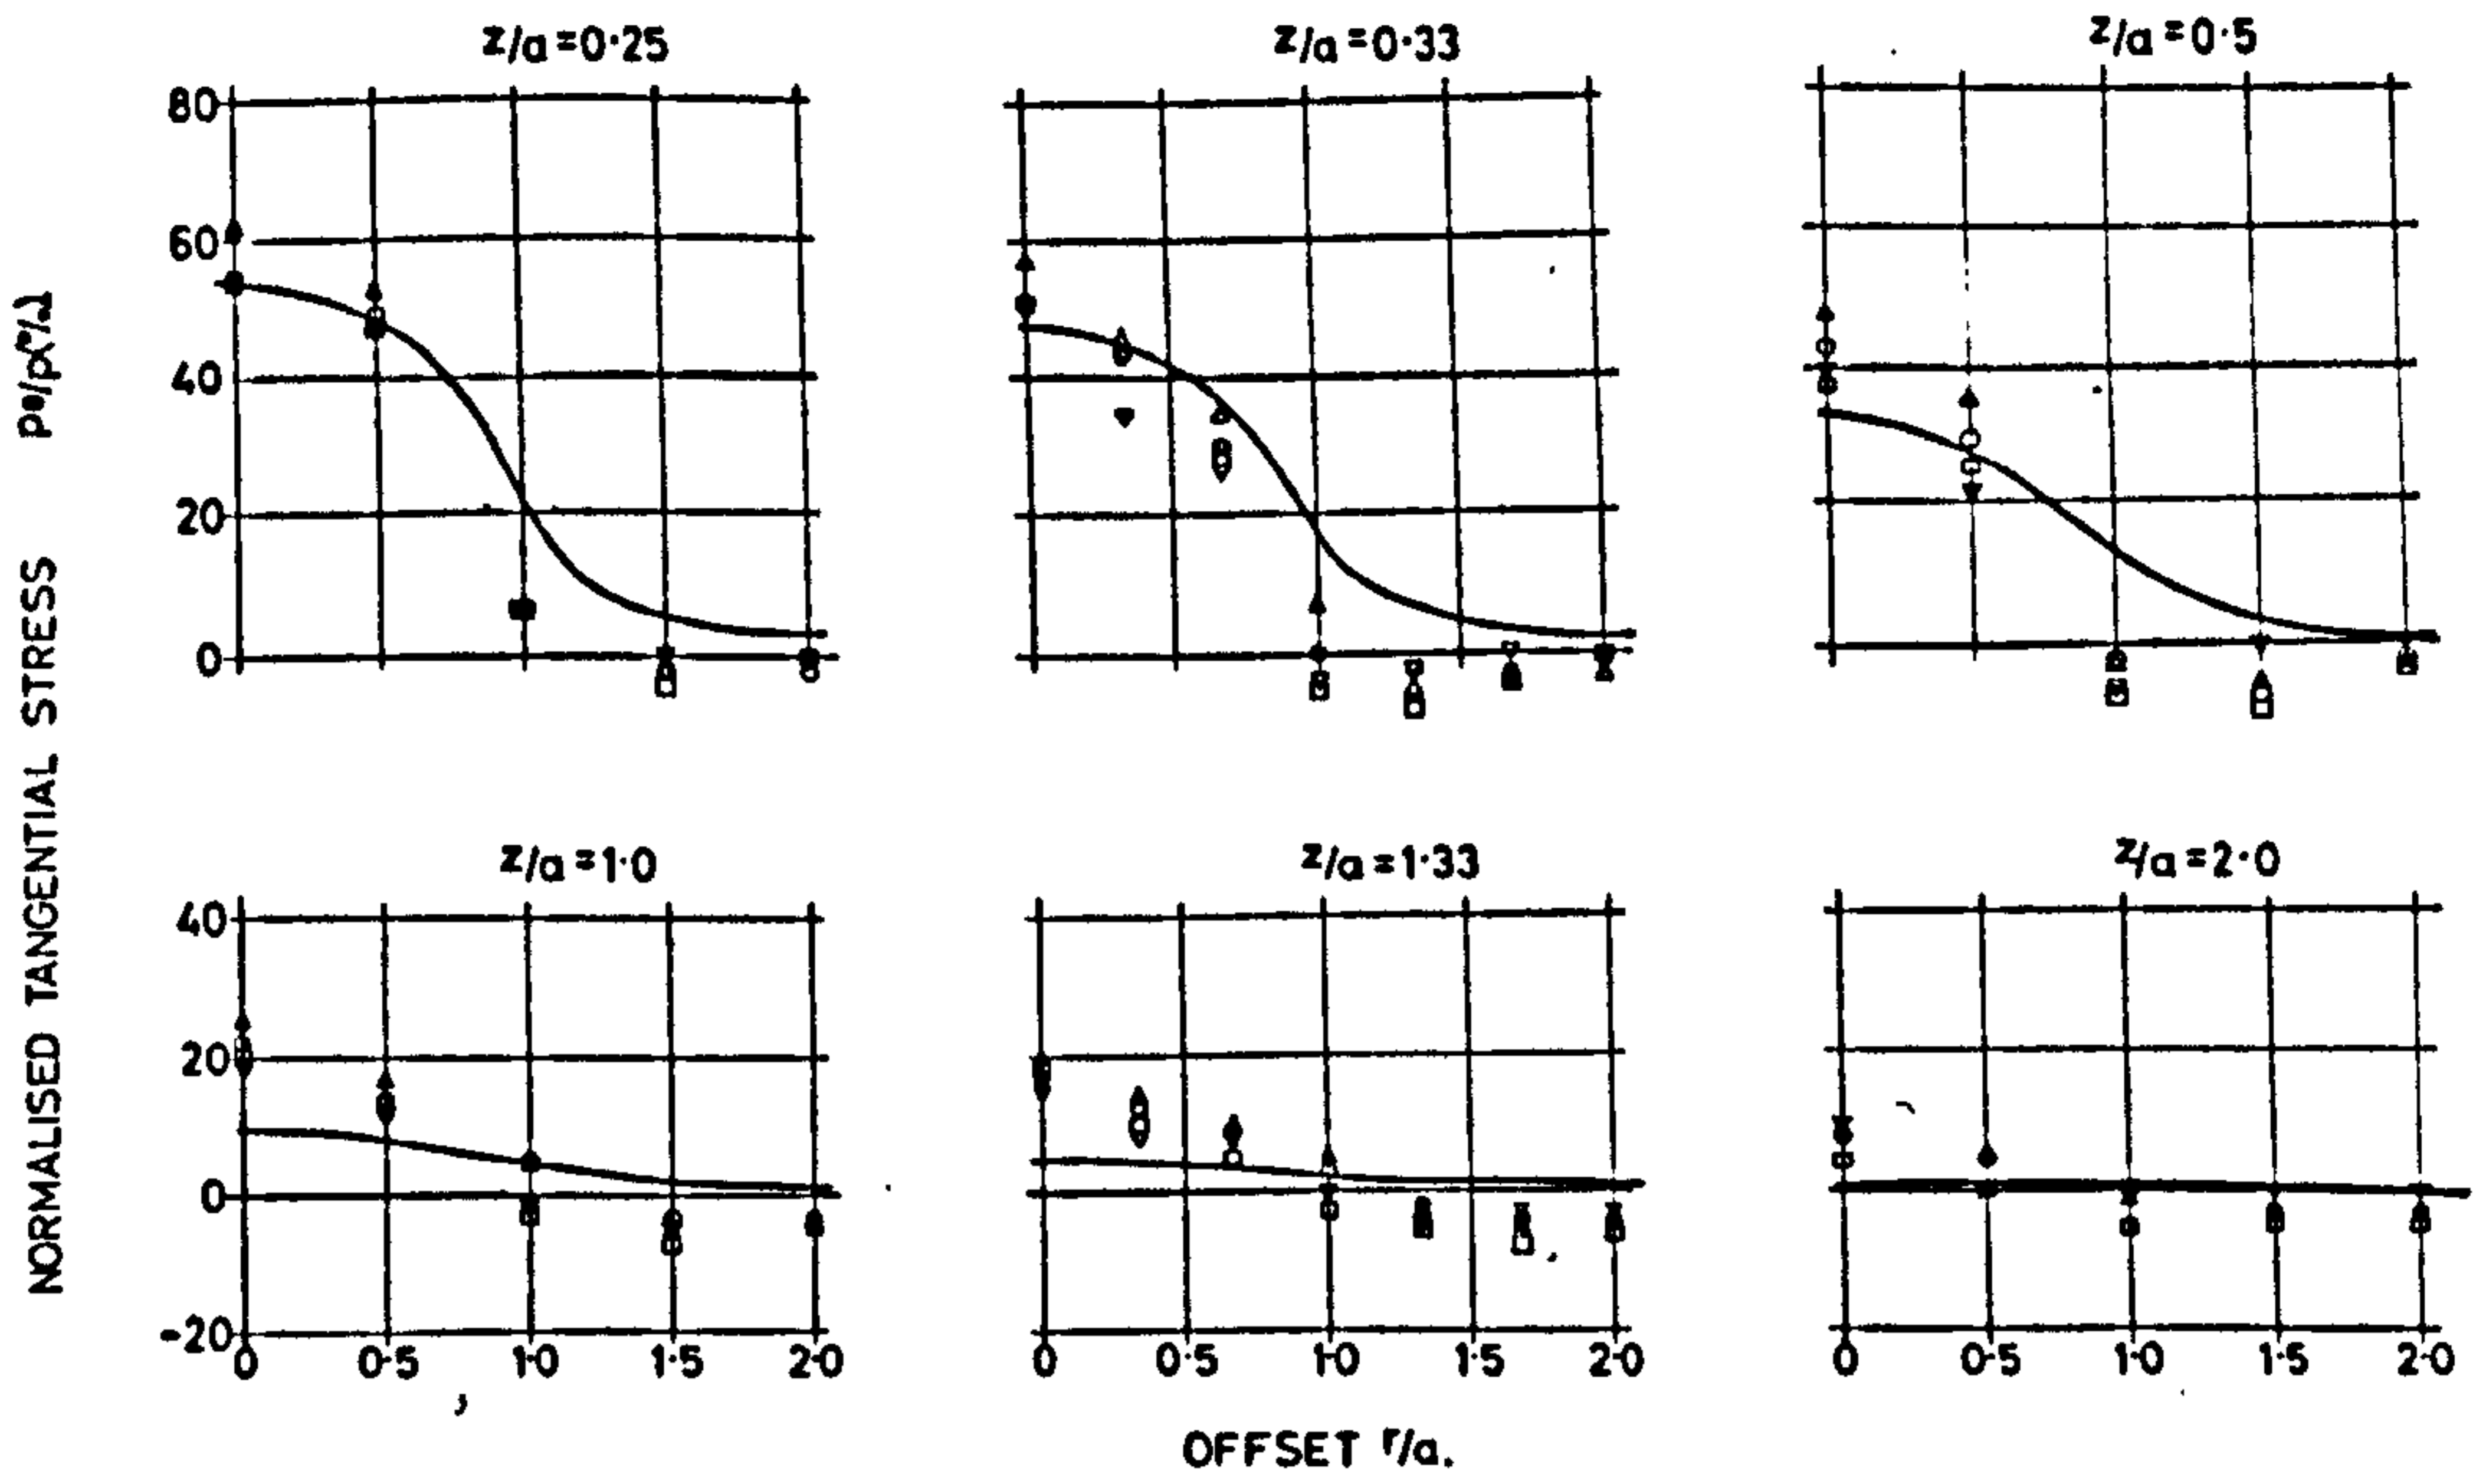 z/a=0·25
z/a=0·33
z/a=0·5
80
60
40
20
0
z/a=1·0
z/a=1·33
z/a=2·0
40
20
0
-20
0 0·5 1·0 1·5 2·0
0 0·5 1·0 1·5 2·0
0 0·5 1·0 1·5 2·0
OFFSET r/a.
NORMALISED TANGENTIAL STRESS